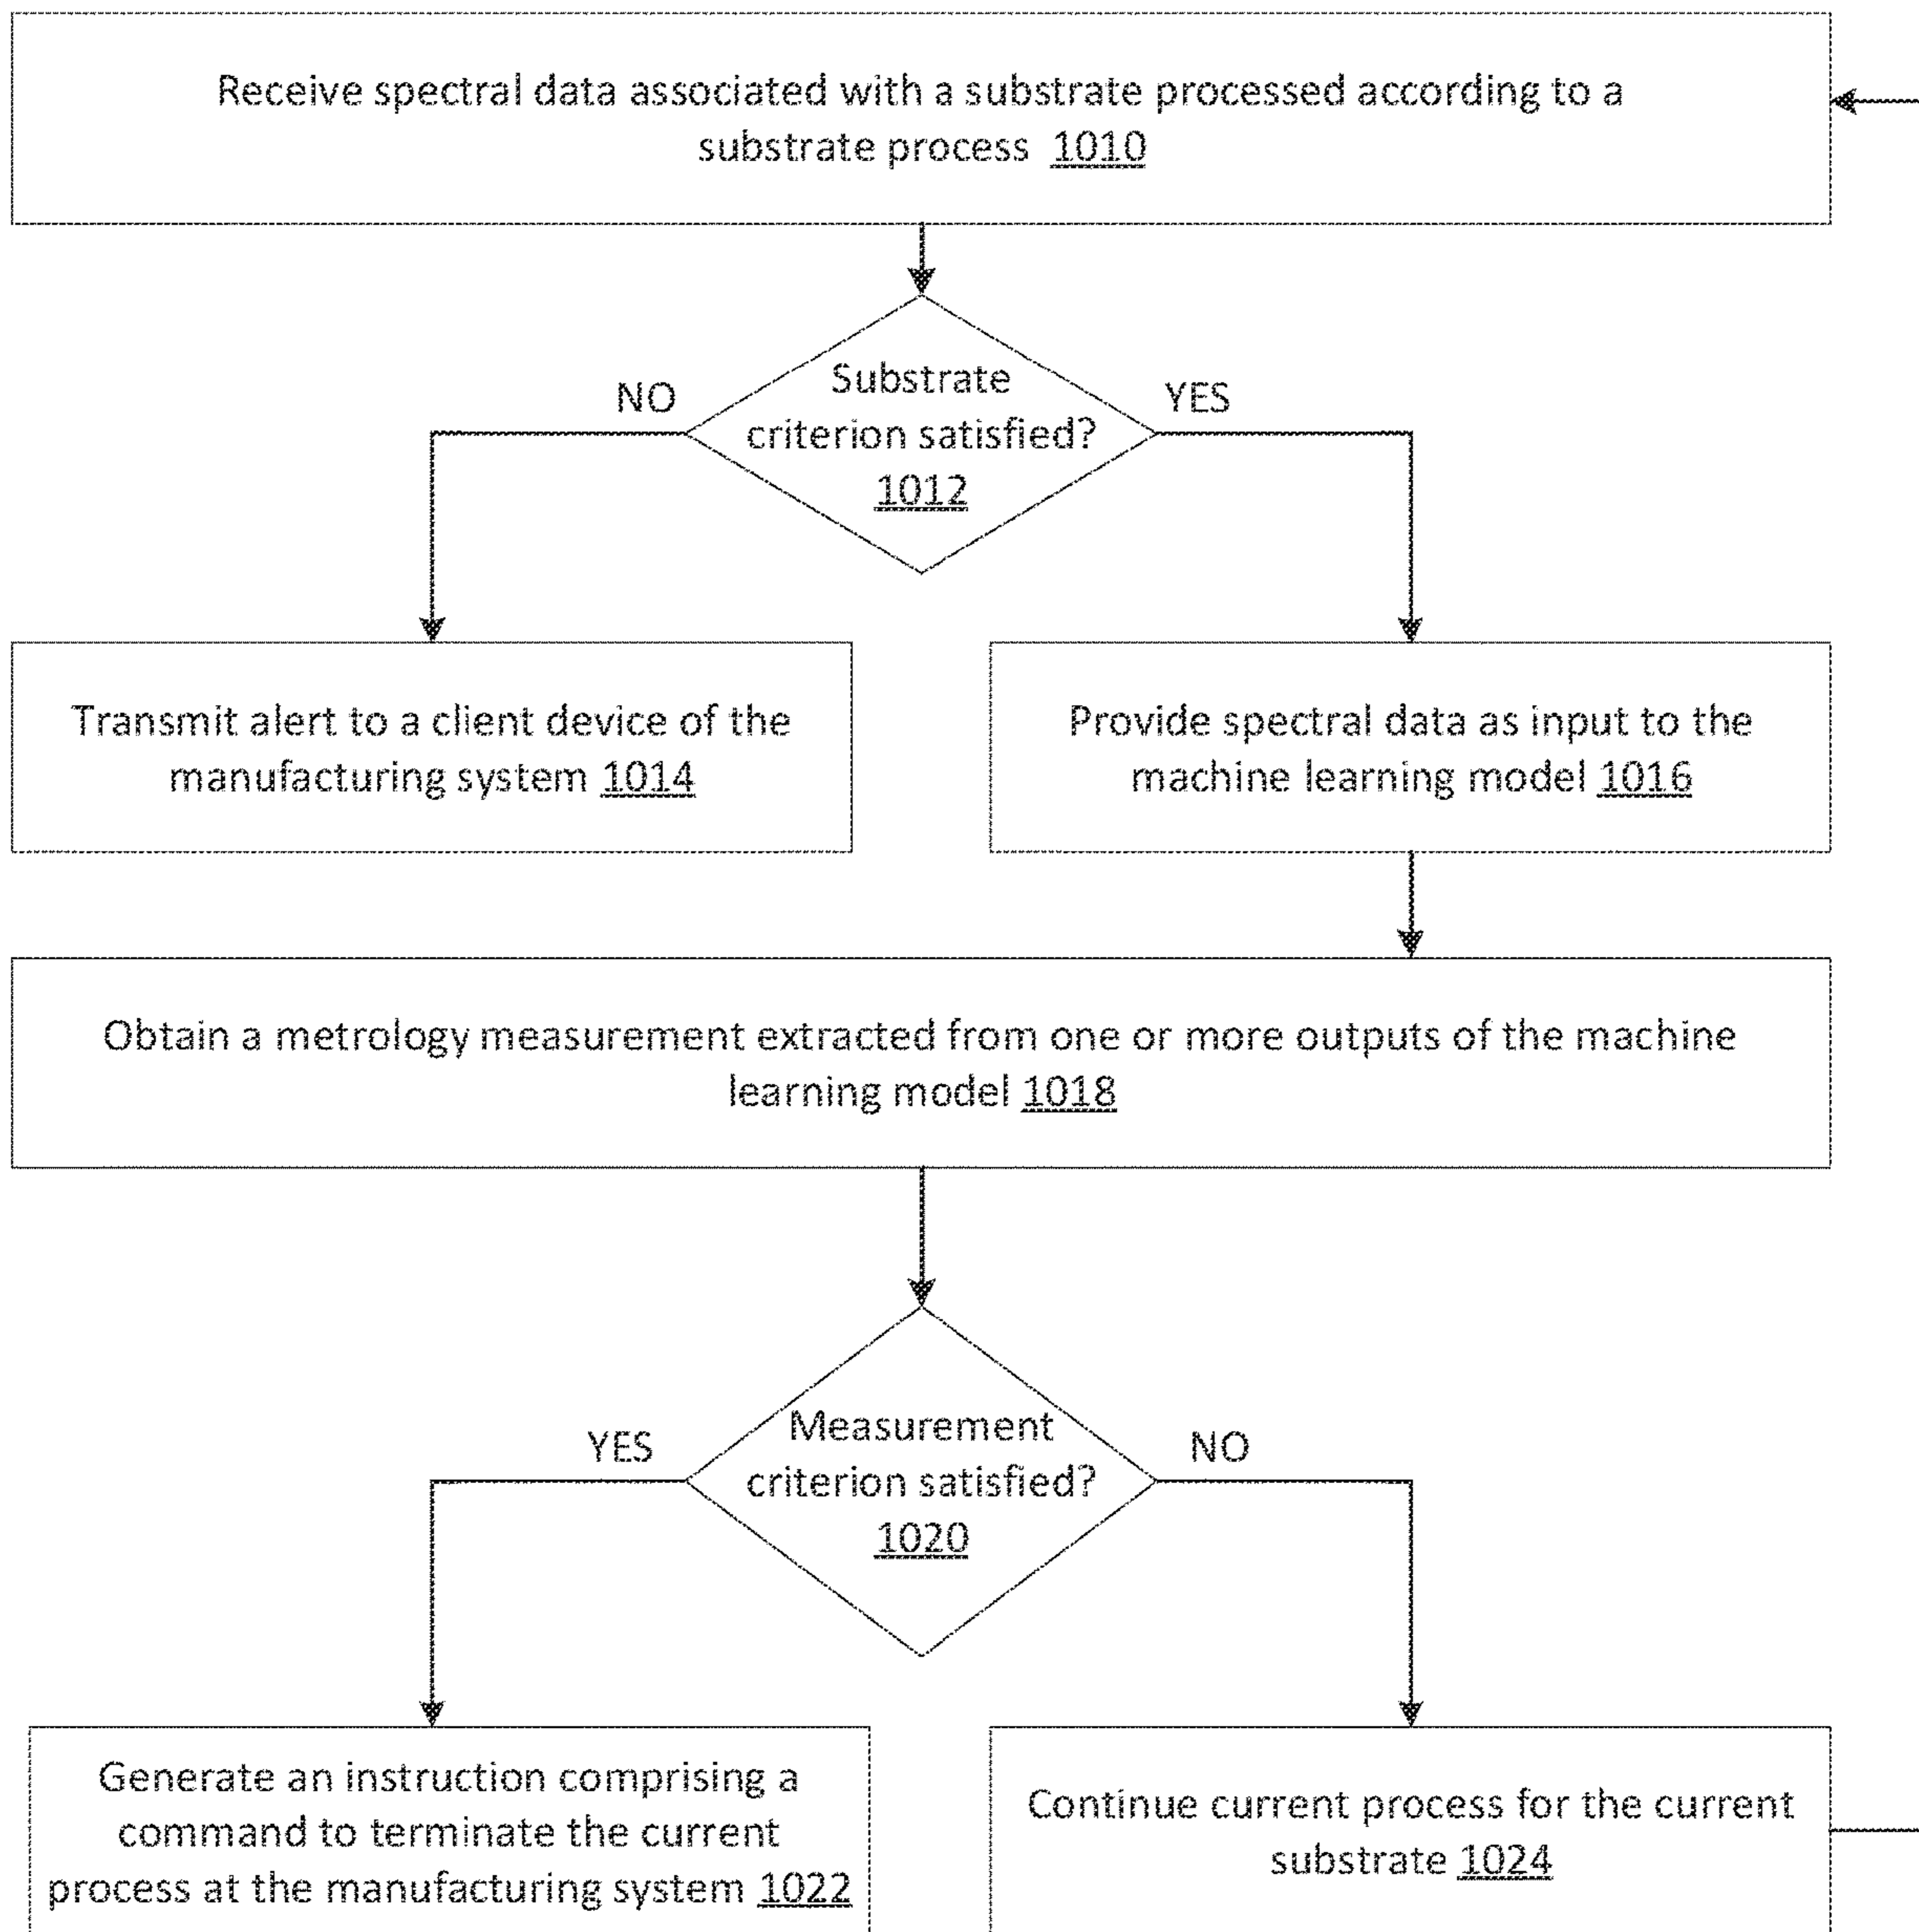 Receive spectral data associated with a substrate processed according to a
substrate process 1010
NO
Substrate
criterion satisfied?
1012
YES
Transmit alert to a client device of the
manufacturing system 1014
Provide spectral data as input to the
machine learning model 1016
Obtain a metrology measurement extracted from one or more outputs of the machine
learning model 1018
YES
Measurement
criterion satisfied?
1020
NO
Generate an instruction comprising a
command to terminate the current
process at the manufacturing system 1022
Continue current process for the current
substrate 1024